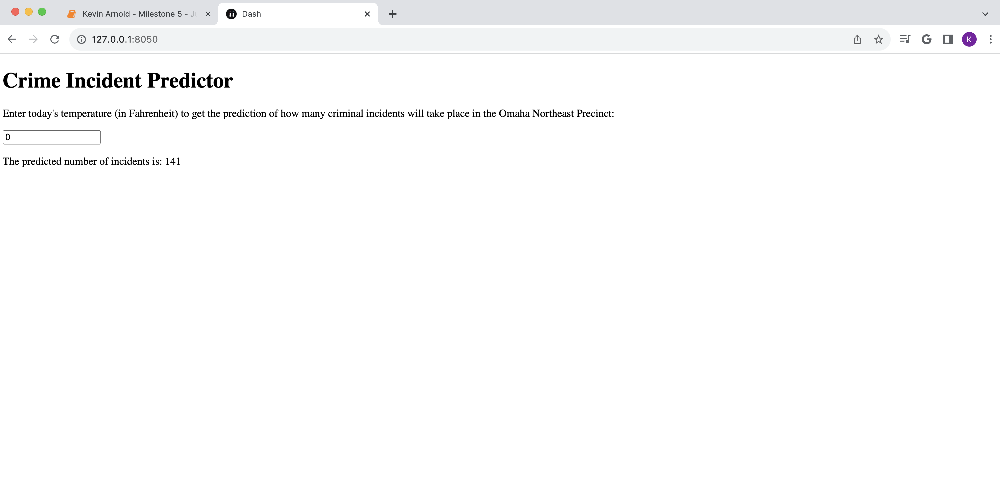 Kevin Arnold - Milestone 5 - Ju
Dash
127.0.0.1:8050
K
Crime Incident Predictor
Enter today's temperature (in Fahrenheit) to get the prediction of how many criminal incidents will take place in the Omaha Northeast Precinct:
0
The predicted number of incidents is: 141